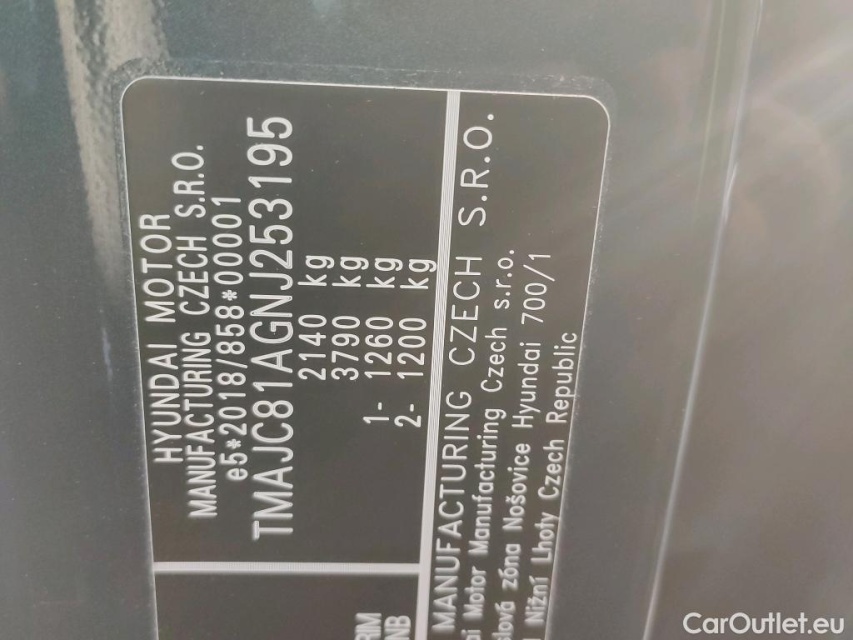 HYUNDAI MOTOR
MANUFACTURING CZECH S.R.O.
e5*2018/858*00001
TMAJC81AGNJ253195
2140 kg
3790 kg
1- 1260 kg
2- 1200 kg
MANUFACTURING CZECH S.R.O.
Motor Manufacturing Czech s.r.o.
zóna Nošovice Hyundai 700/1
Nižní Lhoty Czech Republic
CarOutlet.eu